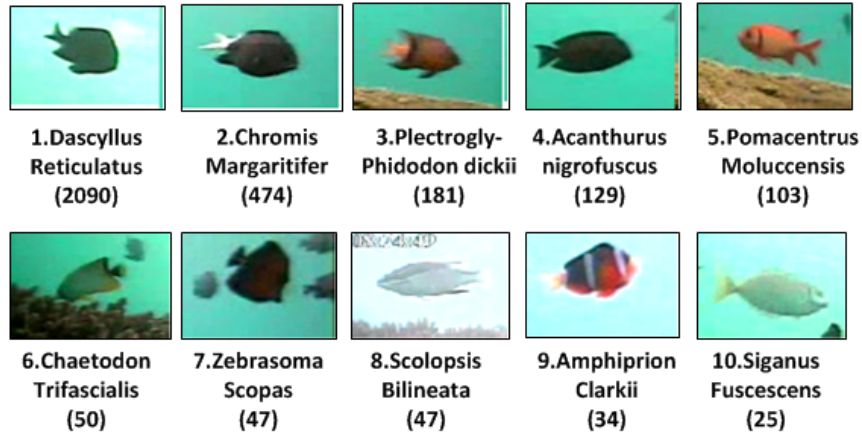 1.Dascyllus
Reticulatus
(2090)
2.Chromis
Margaritifer
(474)
3.Plectrogly-
Phidodon dickii
(181)
4.Acanthurus
nigrofuscus
(129)
5.Pomacentrus
Moluccensis
(103)
6.Chaetodon
Trifascialis
(50)
7.Zebrasoma
Scopas
(47)
8.Scolopsis
Bilineata
(47)
9.Amphiprion
Clarkii
(34)
10.Siganus
Fuscescens
(25)